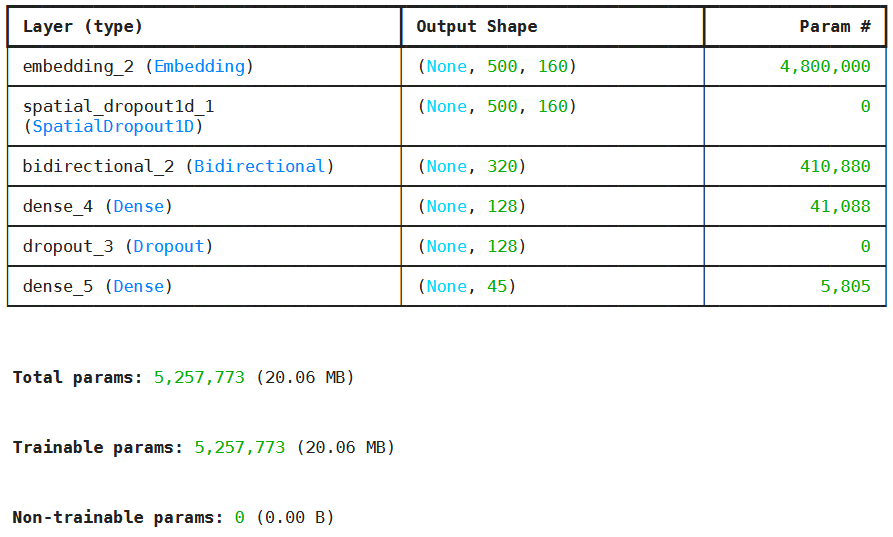 Layer (type) Output Shape Param #
embedding_2 (Embedding) (None, 500, 160) 4,800,000
spatial_dropout1d_1 (None, 500, 160) 0
(SpatialDropout1D)
bidirectional_2 (Bidirectional) (None, 320) 410,880
dense_4 (Dense) (None, 128) 41,088
dropout_3 (Dropout) (None, 128) 0
dense_5 (Dense) (None, 45) 5,805
Total params: 5,257,773 (20.06 MB)
Trainable params: 5,257,773 (20.06 MB)
Non-trainable params: 0 (0.00 B)